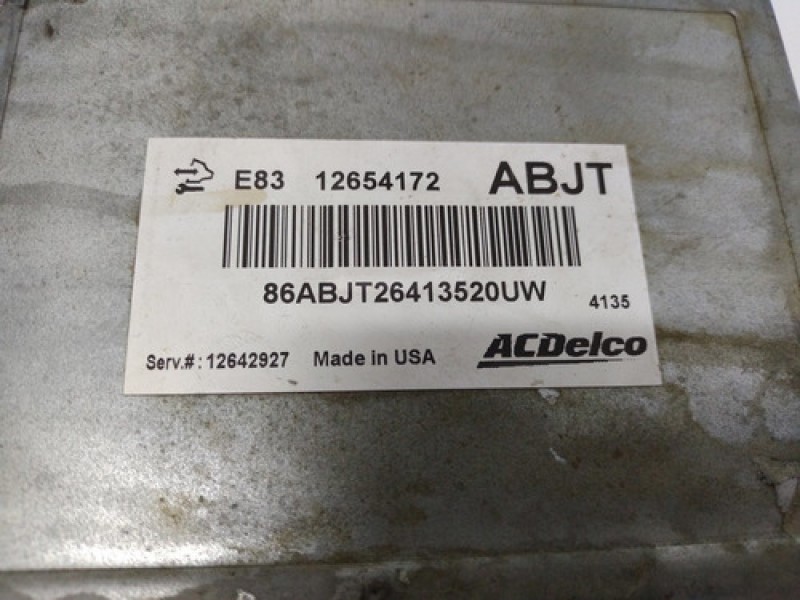 E83 12654172 ABJT
86ABJT26413520UW
4135
Serv.#: 12642927 Made in USA ACDelco